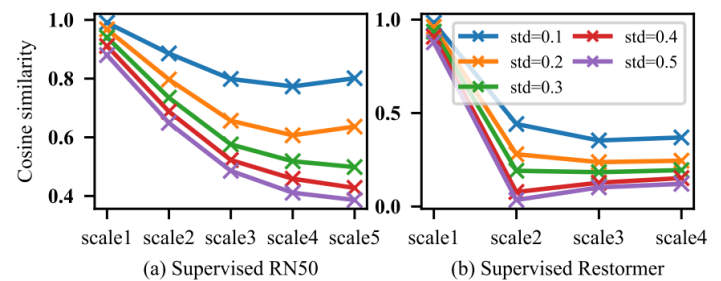 Cosine similarity
1.0
0.8
0.6
0.4
scale1 scale2 scale3 scale4 scale5
(a) Supervised RN50
1.0
0.5
0.0
std=0.1 std=0.4
std=0.2 std=0.5
std=0.3
scale1 scale2 scale3 scale4
(b) Supervised Restormer